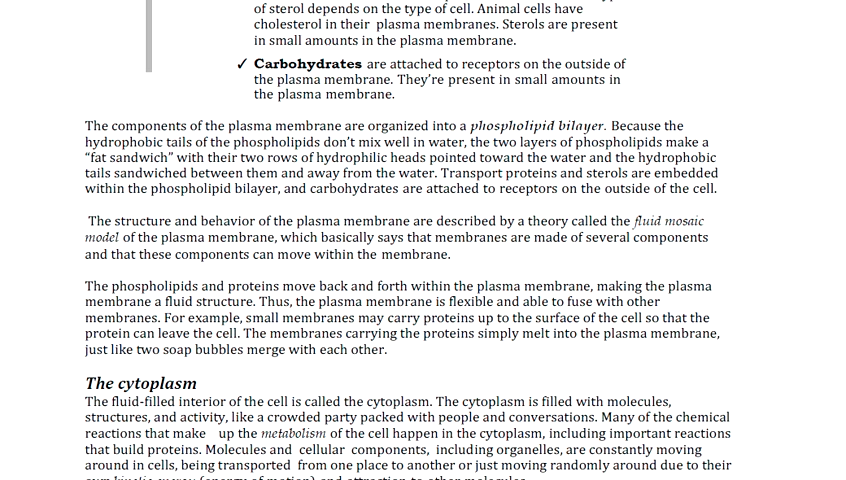 of sterol depends on the type of cell. Animal cells have
cholesterol in their plasma membranes. Sterols are present
in small amounts in the plasma membrane.
✓ Carbohydrates are attached to receptors on the outside of
the plasma membrane. They’re present in small amounts in
the plasma membrane.
The components of the plasma membrane are organized into a phospholipid bilayer. Because the
hydrophobic tails of the phospholipids don’t mix well in water, the two layers of phospholipids make a
“fat sandwich” with their two rows of hydrophilic heads pointed toward the water and the hydrophobic
tails sandwiched between them and away from the water. Transport proteins and sterols are embedded
within the phospholipid bilayer, and carbohydrates are attached to receptors on the outside of the cell.
The structure and behavior of the plasma membrane are described by a theory called the fluid mosaic
model of the plasma membrane, which basically says that membranes are made of several components
and that these components can move within the membrane.
The phospholipids and proteins move back and forth within the plasma membrane, making the plasma
membrane a fluid structure. Thus, the plasma membrane is flexible and able to fuse with other
membranes. For example, small membranes may carry proteins up to the surface of the cell so that the
protein can leave the cell. The membranes carrying the proteins simply melt into the plasma membrane,
just like two soap bubbles merge with each other.
The cytoplasm
The fluid-filled interior of the cell is called the cytoplasm. The cytoplasm is filled with molecules,
structures, and activity, like a crowded party packed with people and conversations. Many of the chemical
reactions that make up the metabolism of the cell happen in the cytoplasm, including important reactions
that build proteins. Molecules and cellular components, including organelles, are constantly moving
around in cells, being transported from one place to another or just moving randomly around due to their
own kinetic energy (energy of motion) and attraction to other molecules.